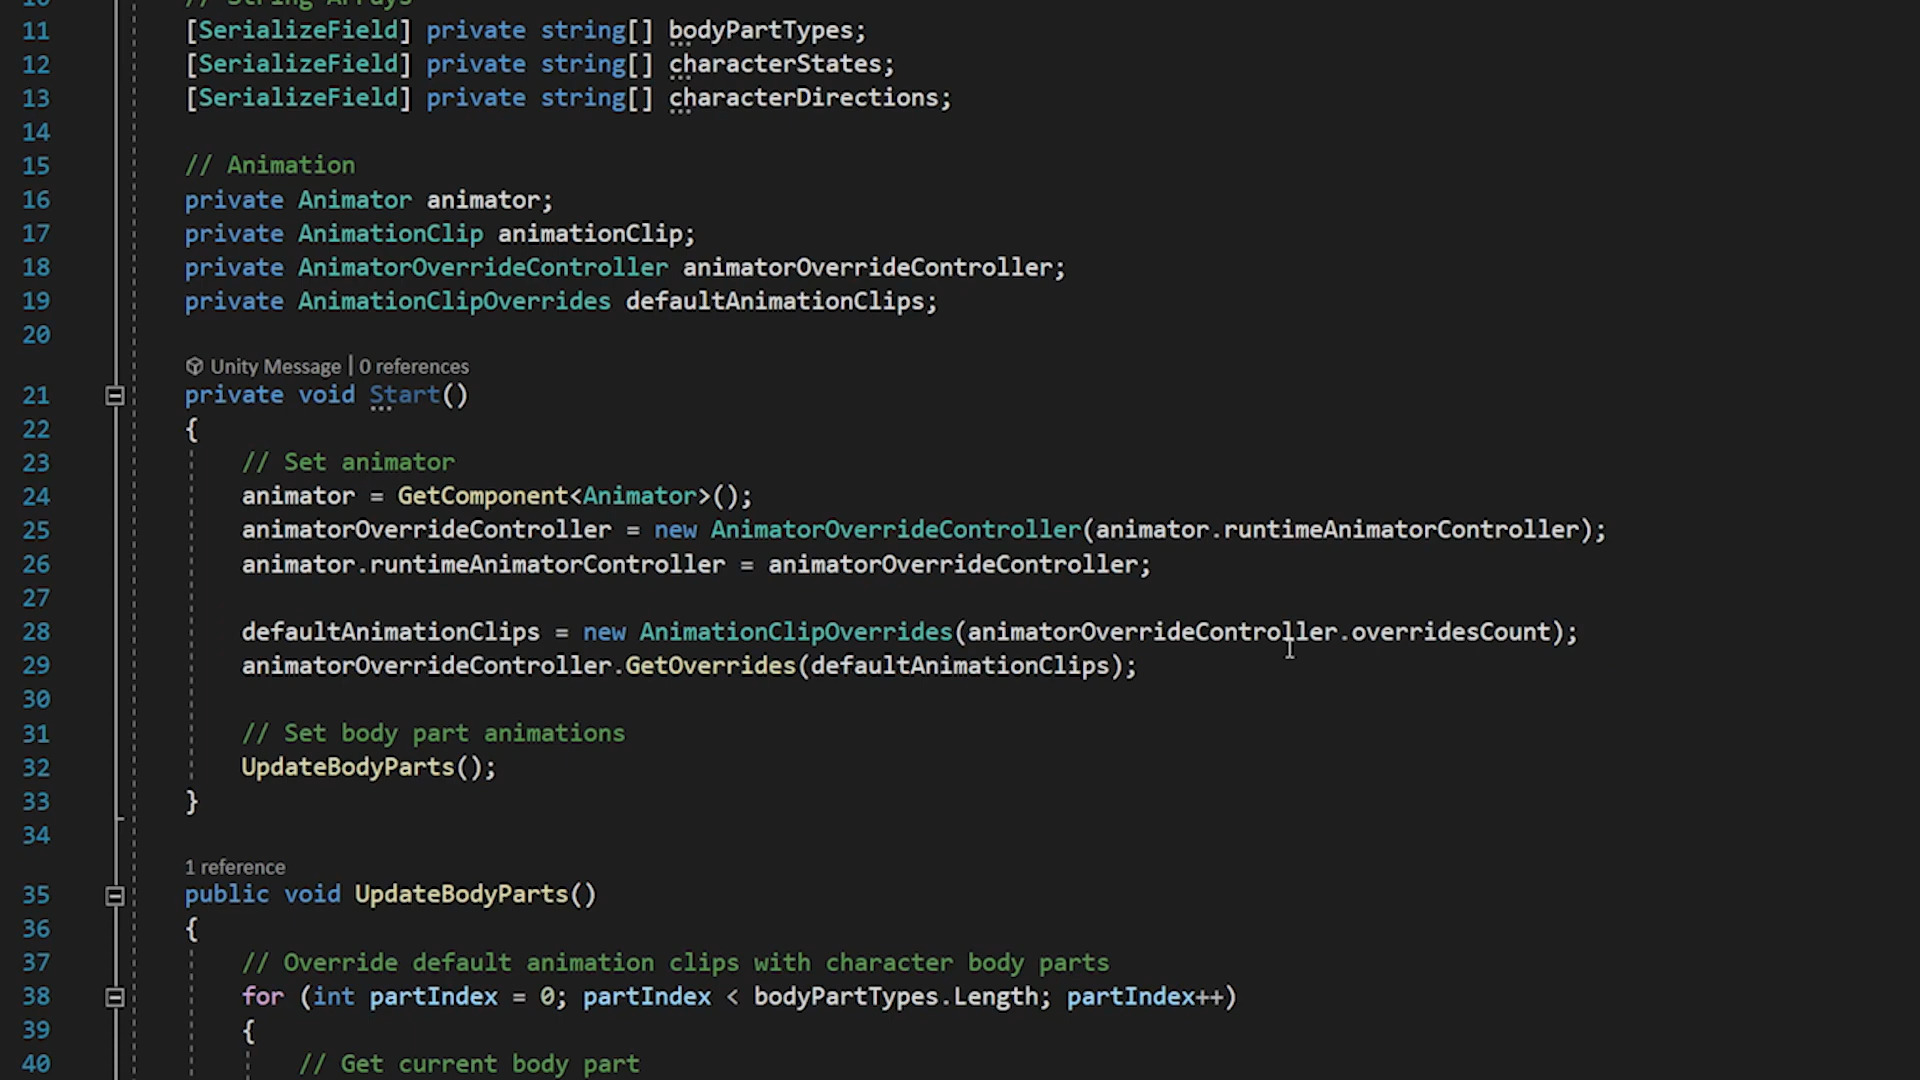 10 // String Arrays
11 [SerializeField] private string[] bodyPartTypes;
12 [SerializeField] private string[] characterStates;
13 [SerializeField] private string[] characterDirections;
14
15 // Animation
16 private Animator animator;
17 private AnimationClip animationClip;
18 private AnimatorOverrideController animatorOverrideController;
19 private AnimationClipOverrides defaultAnimationClips;
20
Unity Message | 0 references
21 private void Start()
22 {
23 // Set animator
24 animator = GetComponent<Animator>();
25 animatorOverrideController = new AnimatorOverrideController(animator.runtimeAnimatorController);
26 animator.runtimeAnimatorController = animatorOverrideController;
27
28 defaultAnimationClips = new AnimationClipOverrides(animatorOverrideController.overridesCount);
29 animatorOverrideController.GetOverrides(defaultAnimationClips);
30
31 // Set body part animations
32 UpdateBodyParts();
33 }
34
1 reference
35 public void UpdateBodyParts()
36 {
37 // Override default animation clips with character body parts
38 for (int partIndex = 0; partIndex < bodyPartTypes.Length; partIndex++)
39 {
40 // Get current body part